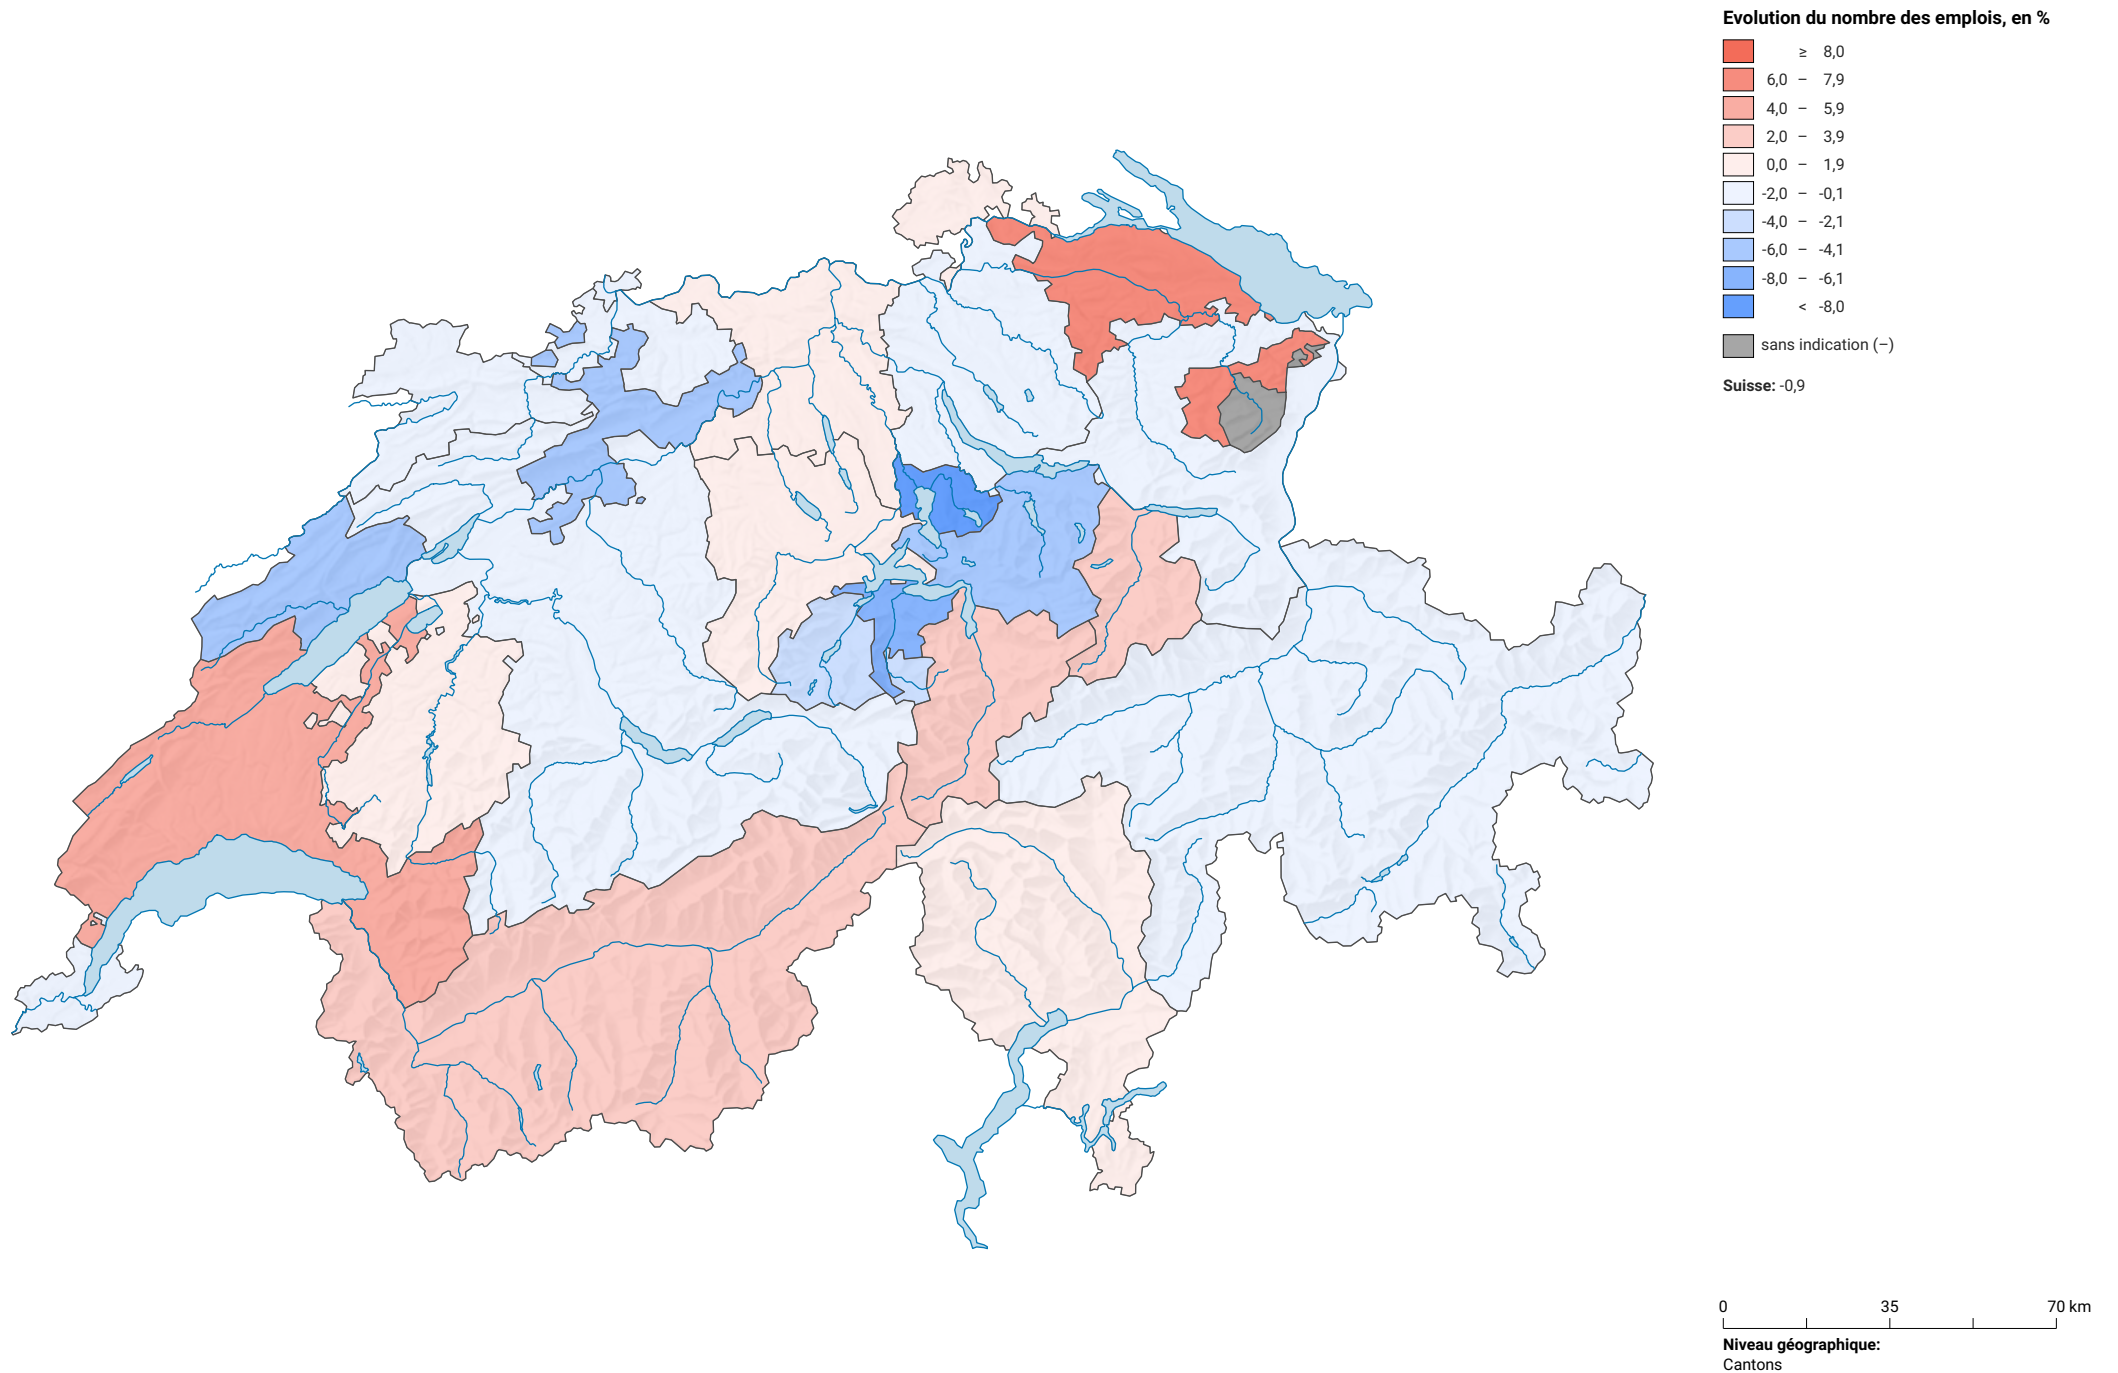 Evolution du nombre des emplois, en %
≥ 8,0
6,0 – 7,9
4,0 – 5,9
2,0 – 3,9
0,0 – 1,9
-2,0 – -0,1
-4,0 – -2,1
-6,0 – -4,1
-8,0 – -6,1
< -8,0
sans indication (–)
Suisse: -0,9
0 35 70 km
Niveau géographique:
Cantons